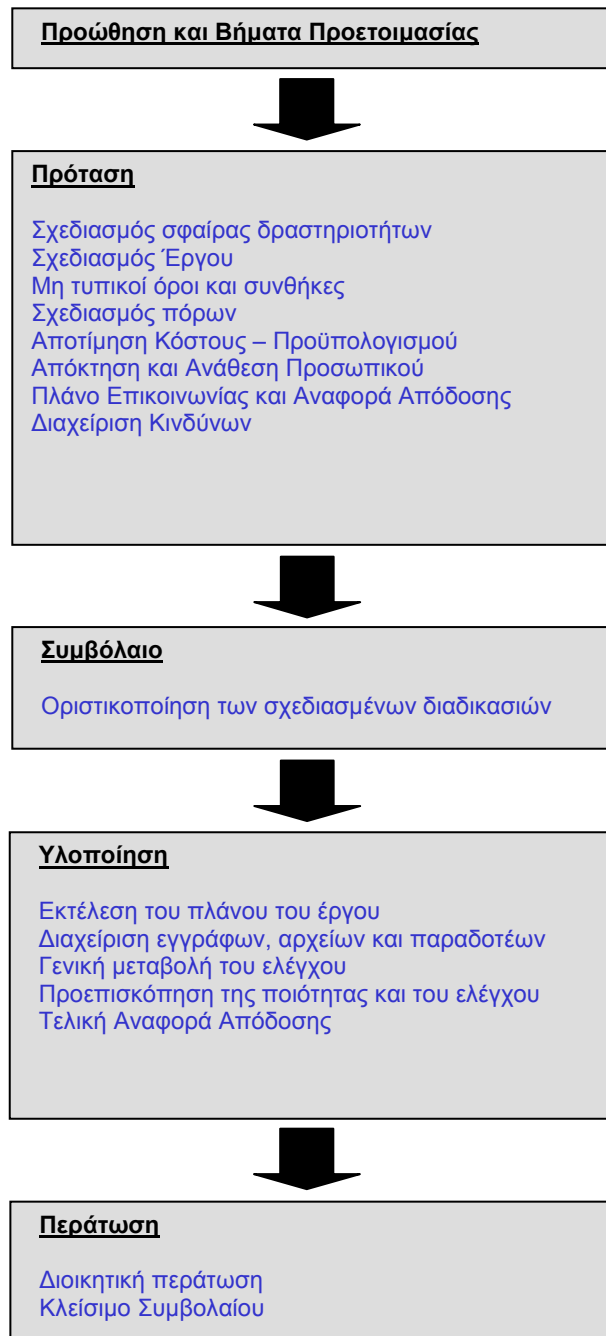 Προώθηση και Βήματα Προετοιμασίας
Πρόταση
Σχεδιασμός σφαίρας δραστηριοτήτων
Σχεδιασμός Έργου
Μη τυπικοί όροι και συνθήκες
Σχεδιασμός πόρων
Αποτίμηση Κόστους – Προϋπολογισμού
Απόκτηση και Ανάθεση Προσωπικού
Πλάνο Επικοινωνίας και Αναφορά Απόδοσης
Διαχείριση Κινδύνων
Συμβόλαιο
Οριστικοποίηση των σχεδιασμένων διαδικασιών
Υλοποίηση
Εκτέλεση του πλάνου του έργου
Διαχείριση εγγράφων, αρχείων και παραδοτέων
Γενική μεταβολή του ελέγχου
Προεπισκόπηση της ποιότητας και του ελέγχου
Τελική Αναφορά Απόδοσης
Περάτωση
Διοικητική περάτωση
Κλείσιμο Συμβολαίου